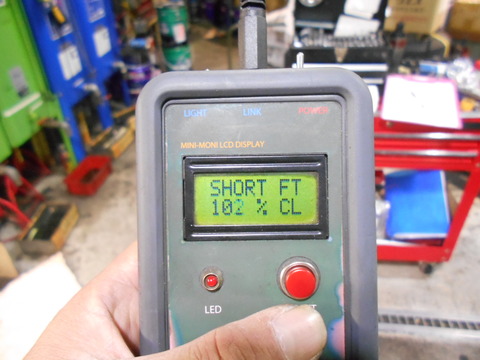 LIGHT LINK POWER
MINI-MONI LCD DISPLAY
SHORT FT
102 % CL
LED